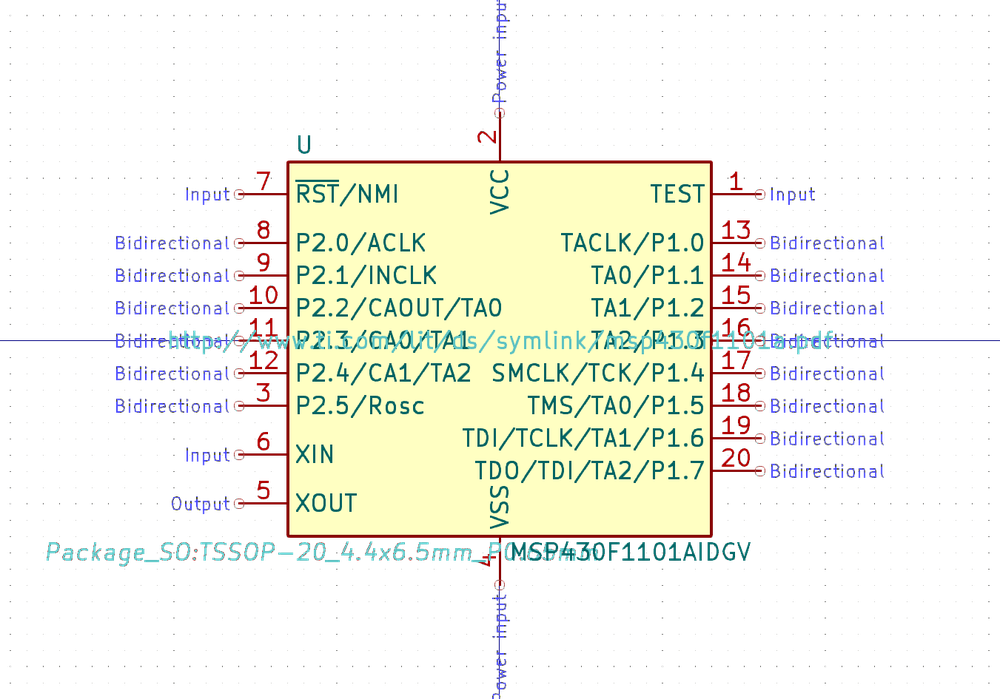 Power input
2
U
VCC
Input 7 R̅S̅T̅/NMI
TEST 1 Input
Bidirectional 8 P2.0/ACLK
TACLK/P1.0 13 Bidirectional
Bidirectional 9 P2.1/INCLK
TA0/P1.1 14 Bidirectional
Bidirectional 10 P2.2/CAOUT/TA0
TA1/P1.2 15 Bidirectional
Bidirectional 11 P2.3/CA0/TA1
TA2/P1.3 16 Bidirectional
http://www.ti.com/lit/ds/symlink/msp430f1101a.pdf
Bidirectional 12 P2.4/CA1/TA2
SMCLK/TCK/P1.4 17 Bidirectional
Bidirectional 3 P2.5/Rosc
TMS/TA0/P1.5 18 Bidirectional
TDI/TCLK/TA1/P1.6 19 Bidirectional
Input 6 XIN
TDO/TDI/TA2/P1.7 20 Bidirectional
Output 5 XOUT
VSS
Package_SO:TSSOP-20_4.4x6.5mm_P0.65mm
MSP430F1101AIDGV
4
Power input